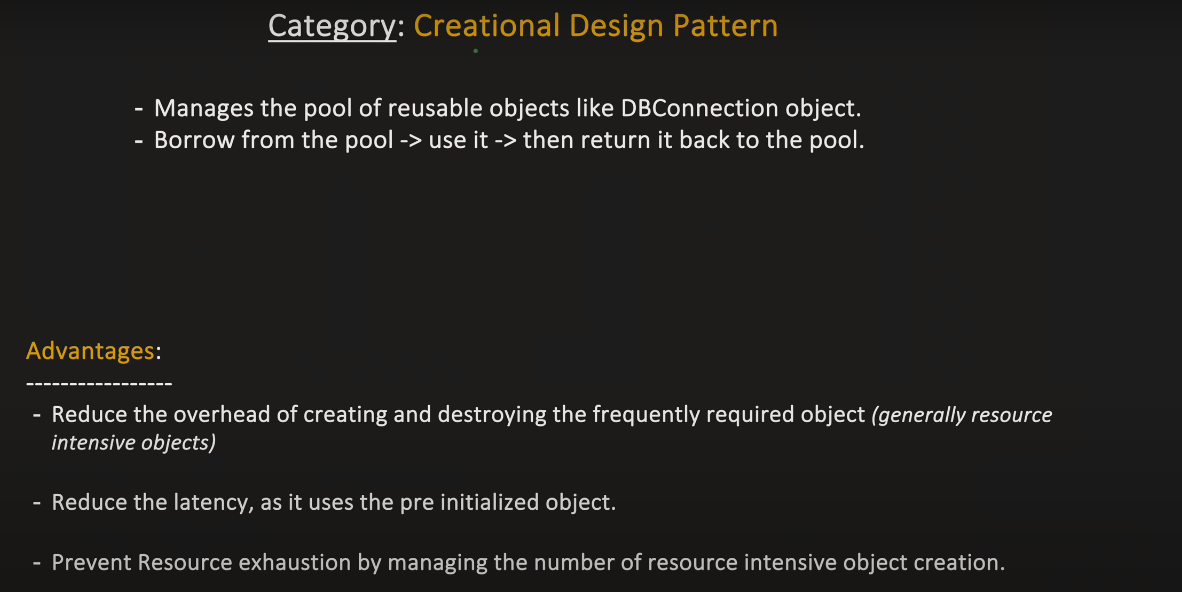 Category: Creational Design Pattern
- Manages the pool of reusable objects like DBConnection object.
- Borrow from the pool -> use it -> then return it back to the pool.
Advantages:
-----------------
- Reduce the overhead of creating and destroying the frequently required object (generally resource
intensive objects)
- Reduce the latency, as it uses the pre initialized object.
- Prevent Resource exhaustion by managing the number of resource intensive object creation.